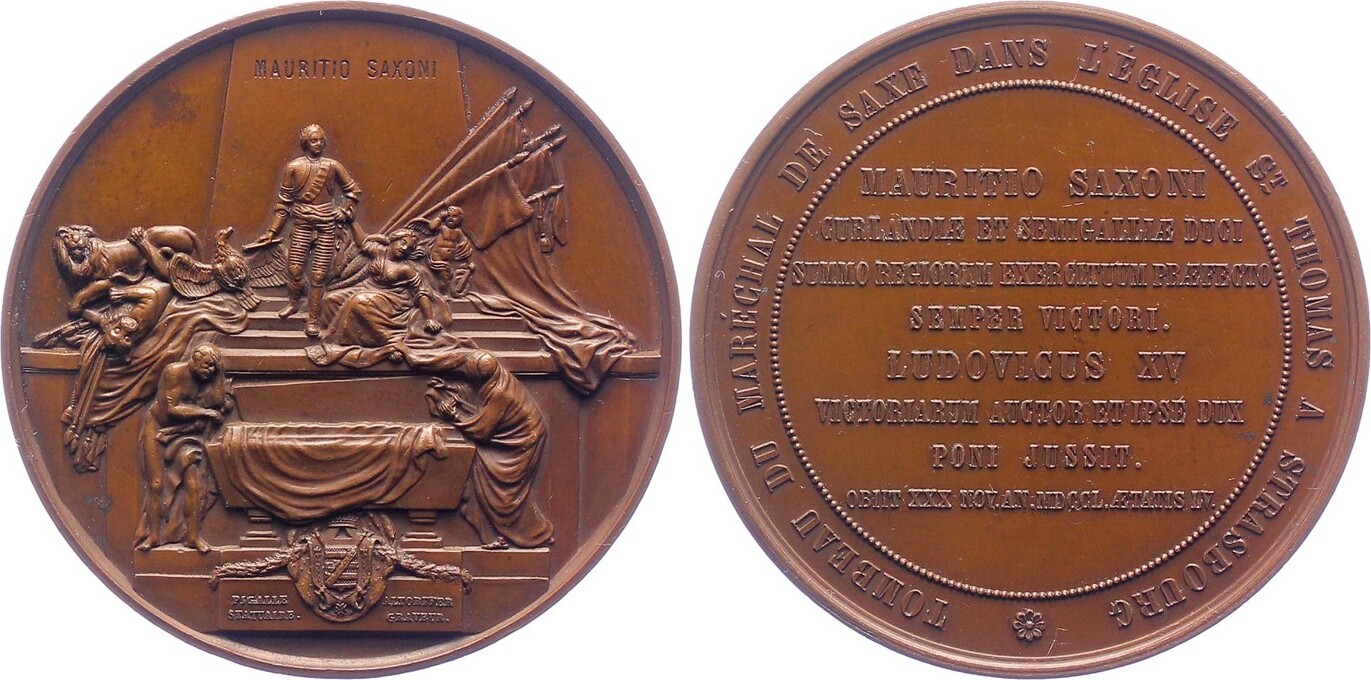 MAURITIO SAXONI
PIGALLE
STATUAIRE.
ALTORFFER
GRAVEUR.
TOMBEAU DU MARÉCHAL DE SAXE DANS L'ÉGLISE ST. THOMAS A STRASBOURG
MAURITIO SAXONI
CURLANDIÆ ET SEMIGALLIÆ DUCI
SUMMO REGIORUM EXERCITUUM PRÆFECTO
SEMPER VICTORI.
LUDOVICUS XV
VICTORIARUM AUCTOR ET IPSE DUX
PONI JUSSIT.
OBIIT XXX NOV. AN. MDCCL. ÆTATIS LV.